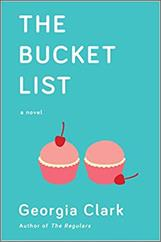 THE
BUCKET
LIST
a novel
Georgia Clark
Author of The Regulars